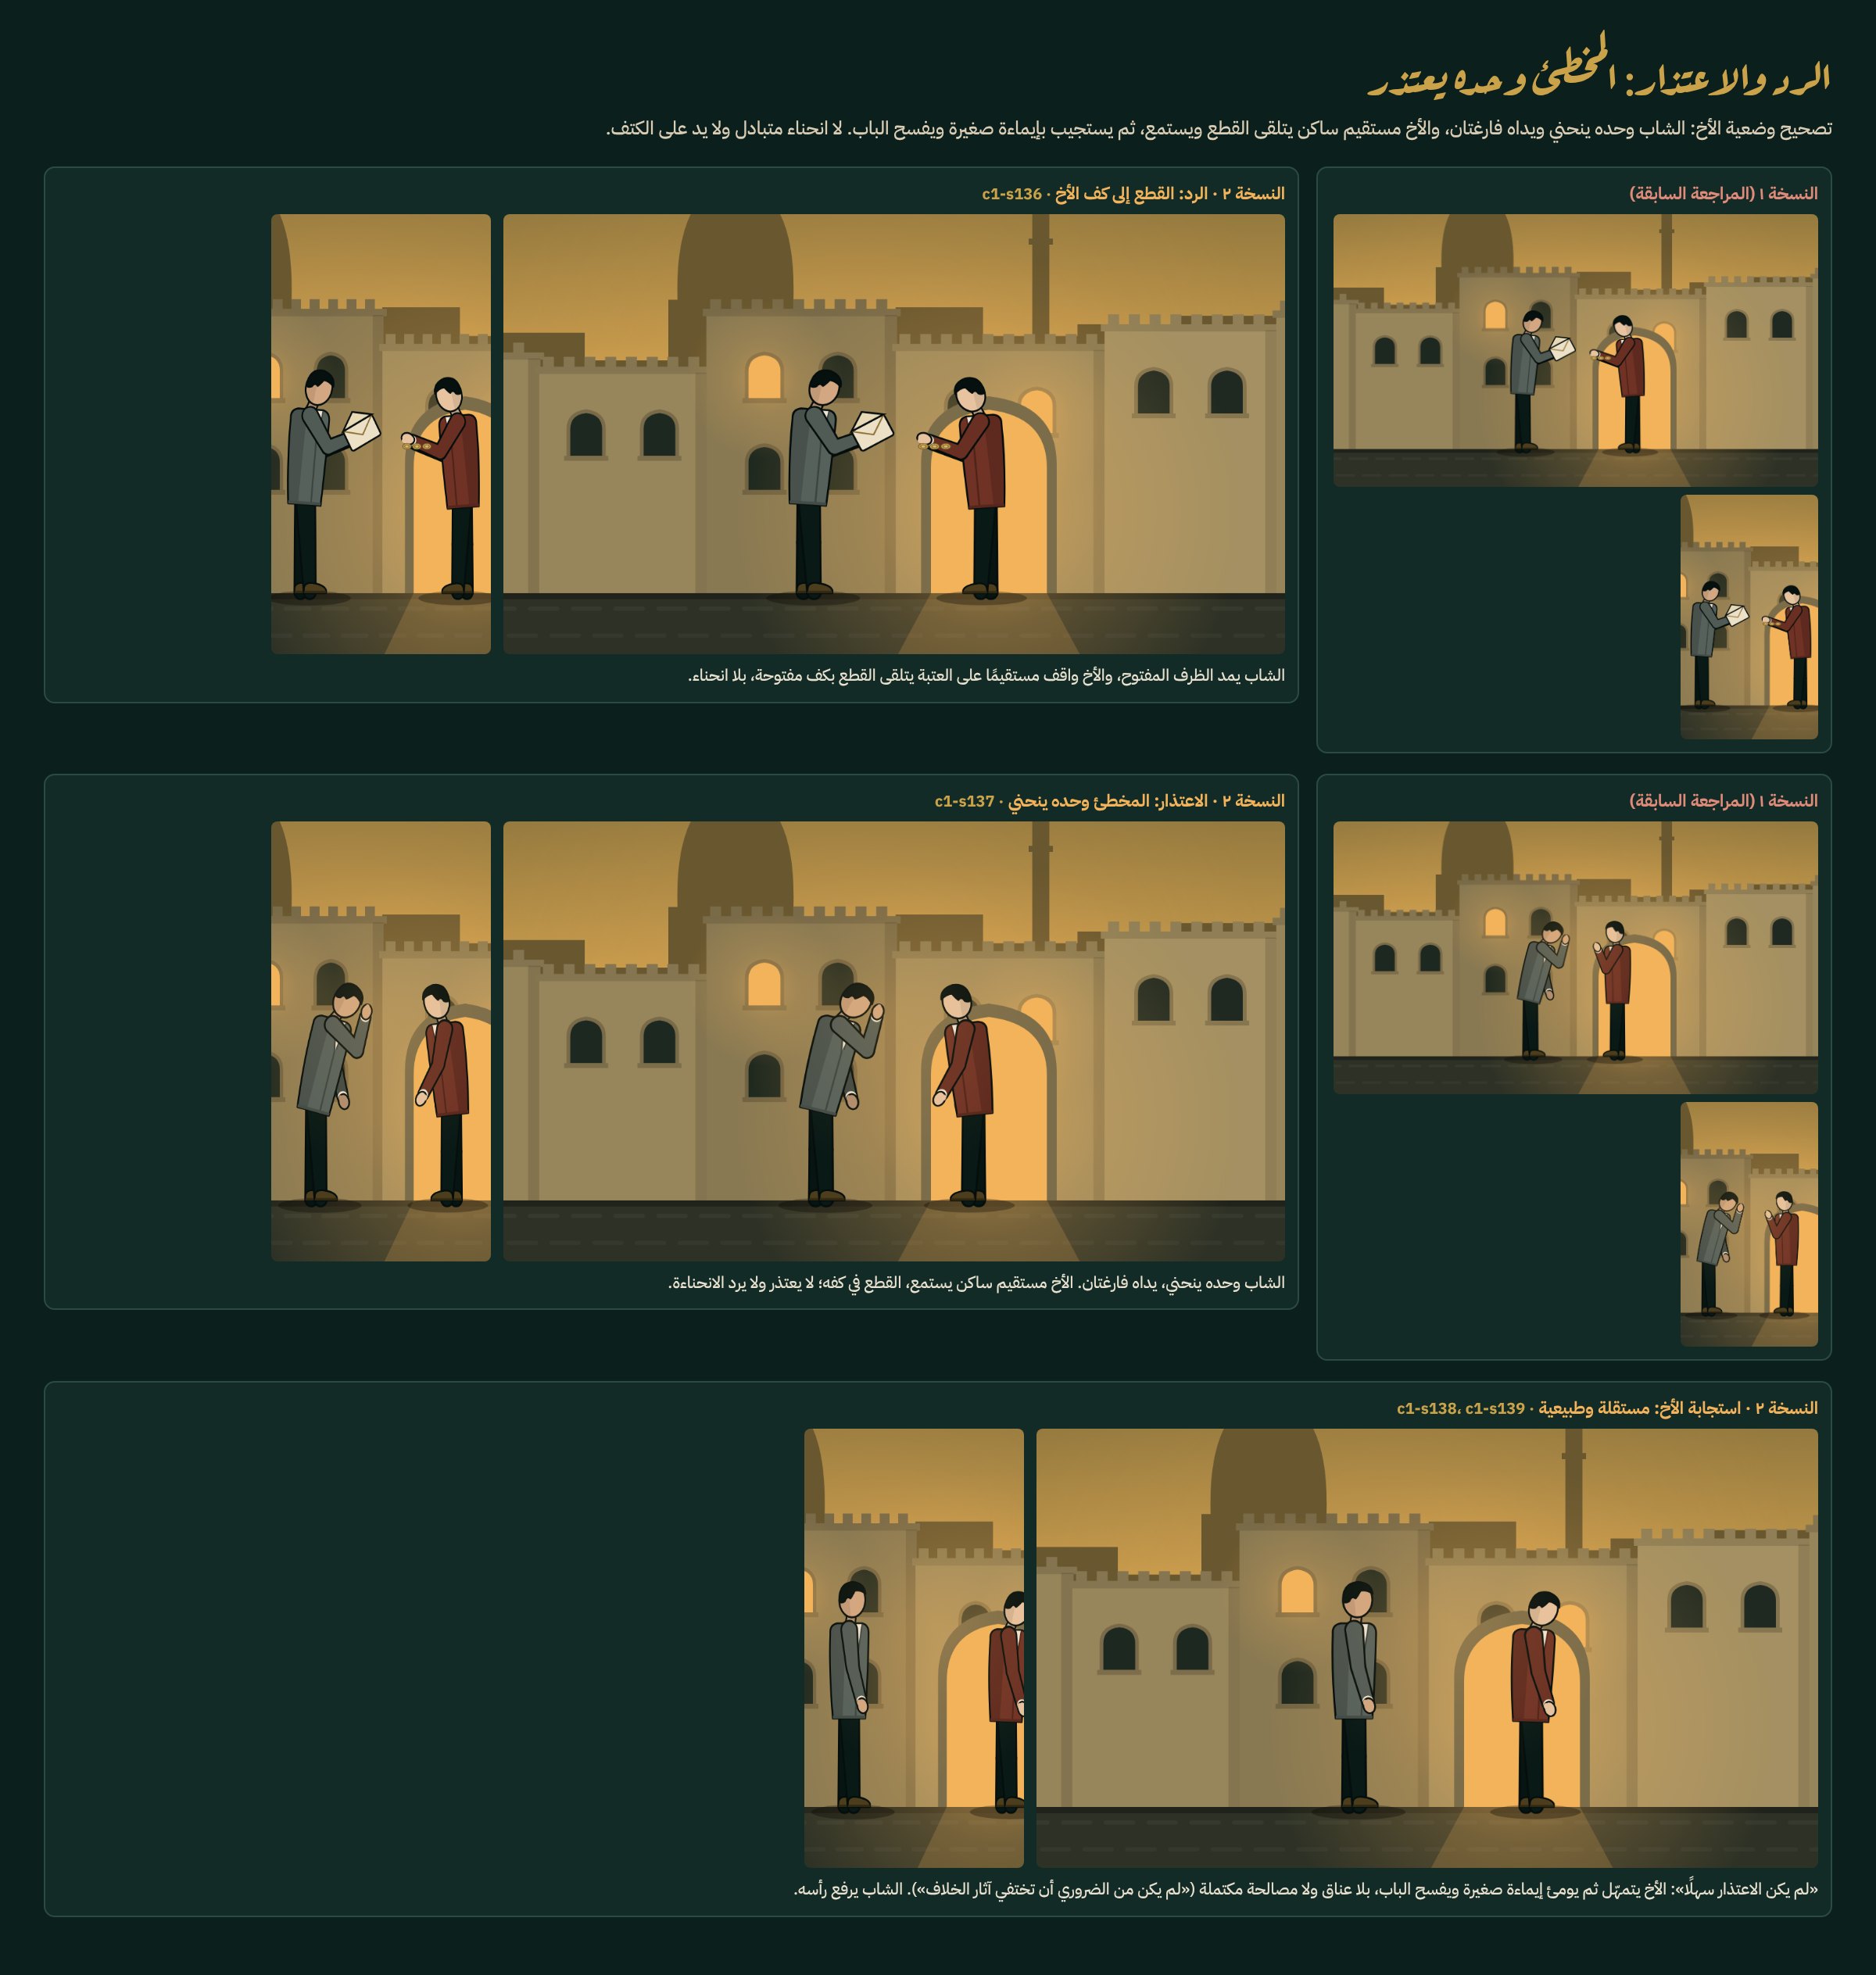 الرد والاعتذار: المخطئ وحده يعتذر
تصحيح وضعية الأخ: الشاب وحده ينحني ويداه فارغتان، والأخ مستقيم ساكن يتلقى القطع ويستمع، ثم يستجيب بإيماءة صغيرة ويفسح الباب. لا انحناء متبادل ولا يد على الكتف.
النسخة ١ (المراجعة السابقة)
النسخة ٢ · الرد: القطع إلى كف الأخ · c1-s136
الشاب يمد الظرف المفتوح، والأخ واقف مستقيمًا على العتبة يتلقى القطع بكف مفتوحة، بلا انحناء.
النسخة ١ (المراجعة السابقة)
النسخة ٢ · الاعتذار: المخطئ وحده ينحني · c1-s137
الشاب وحده ينحني، يداه فارغتان. الأخ مستقيم ساكن يستمع، القطع في كفه؛ لا يعتذر ولا يرد الانحناءة.
النسخة ٢ · استجابة الأخ: مستقلة وطبيعية · c1-s138، c1-s139
«لم يكن الاعتذار سهلًا»: الأخ يتمهّل ثم يومئ إيماءة صغيرة ويفسح الباب، بلا عناق ولا مصالحة مكتملة («لم يكن من الضروري أن تختفي آثار الخلاف»). الشاب يرفع رأسه.